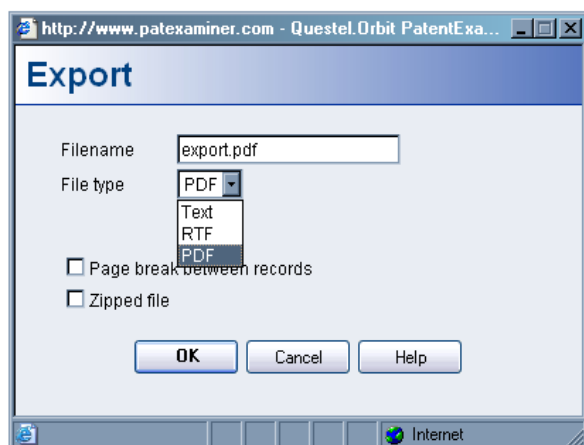 http://www.patexaminer.com - Questel.Orbit PatentExa...
Export
Filename export.pdf
File type PDF
Text
RTF
PDF
Page break between records
Zipped file
OK Cancel Help
Internet